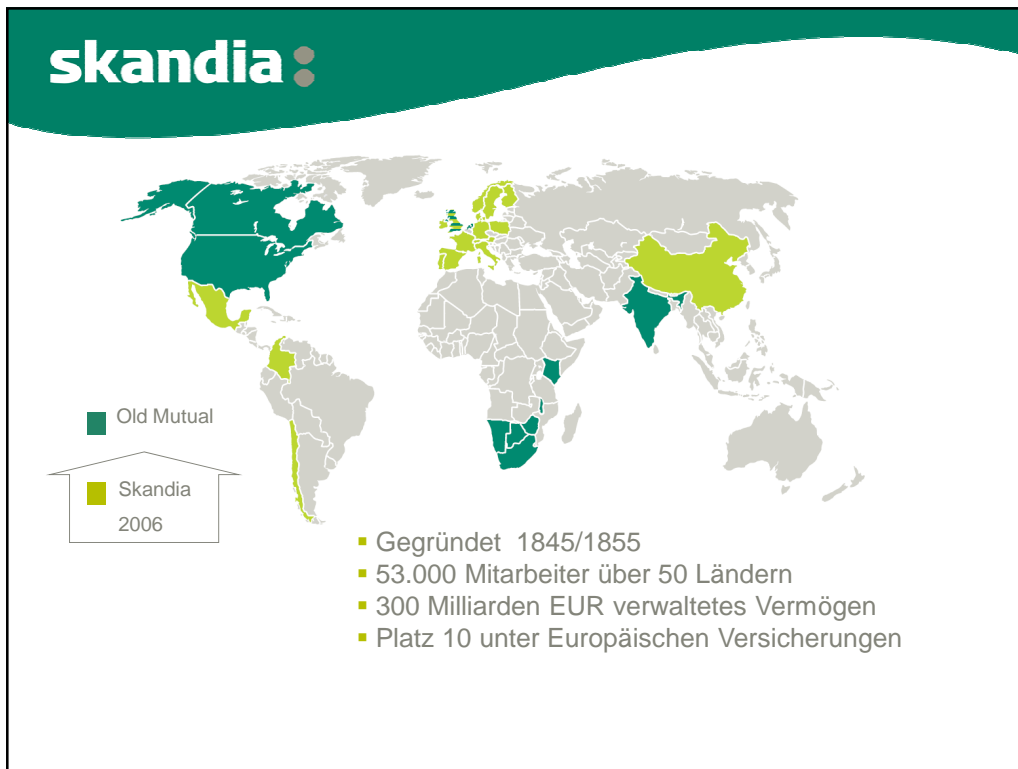 skandia:
Old Mutual
Skandia
2006
▪ Gegründet 1845/1855
▪ 53.000 Mitarbeiter über 50 Ländern
▪ 300 Milliarden EUR verwaltetes Vermögen
▪ Platz 10 unter Europäischen Versicherungen